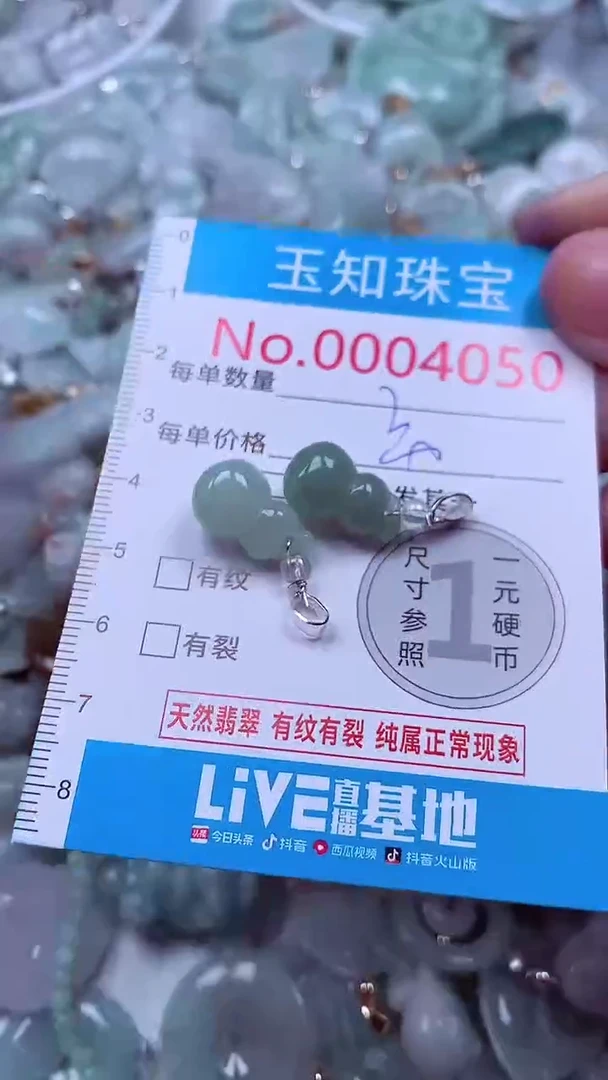 玉知珠宝
No.0004050
每单数量
每单价格
尺寸参照
1
一元硬币
有纹
有裂
天然翡翠 有纹有裂 纯属正常现象
LiVE直播基地
头条 今日头条 抖音 西瓜视频 抖音火山版
0
1
2
3
4
5
6
7
8